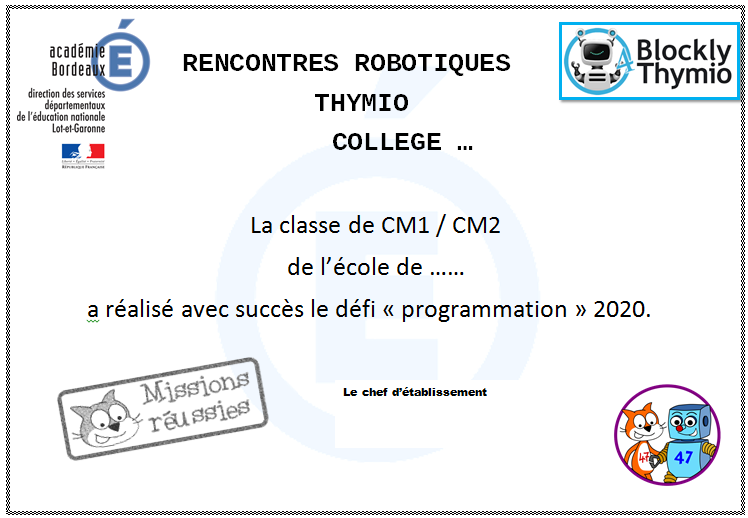 académie
Bordeaux
direction des services
départementaux
de l'éducation nationale
Lot-et-Garonne
Liberté • Égalité • Fraternité
RÉPUBLIQUE FRANÇAISE
RENCONTRES ROBOTIQUES
THYMIO
COLLEGE …
Blockly
Thymio
La classe de CM1 / CM2
de l'école de ……
a réalisé avec succès le défi « programmation » 2020.
Missions
réussies
Le chef d'établissement
47
47